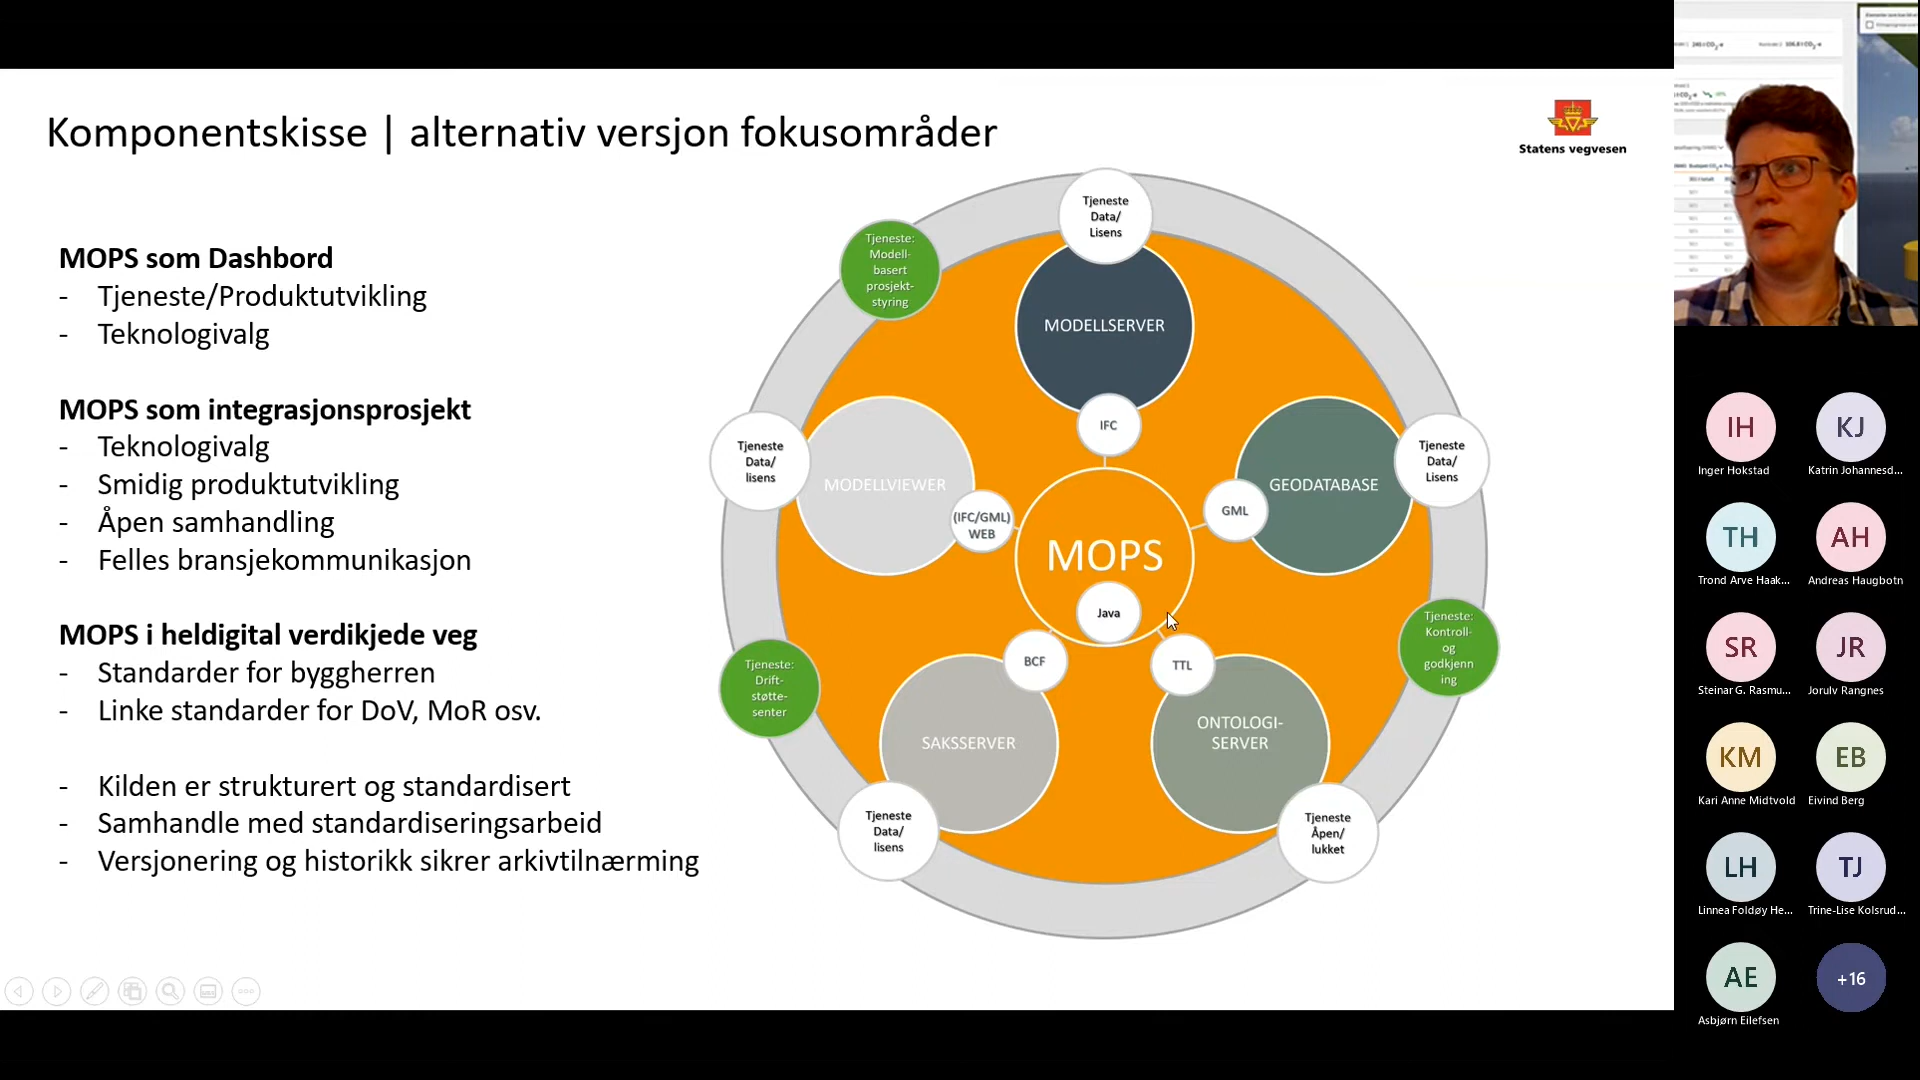 Komponentskisse | alternativ versjon fokusområder
Statens vegvesen
MOPS som Dashbord
- Tjeneste/Produktutvikling
- Teknologivalg
MOPS som integrasjonsprosjekt
- Teknologivalg
- Smidig produktutvikling
- Åpen samhandling
- Felles bransjekommunikasjon
MOPS i heldigital verdikjede veg
- Standarder for byggherren
- Linke standarder for DoV, MoR osv.
- Kilden er strukturert og standardisert
- Samhandle med standardiseringsarbeid
- Versjonering og historikk sikrer arkivtilnærming
Tjeneste
Data/
Lisens
Tjeneste:
Modell-
basert
prosjekt-
styring
MODELLSERVER
IFC
Tjeneste
Data/
lisens
MODELLVIEWER
(IFC/GML)
WEB
GEODATABASE
GML
Tjeneste
Data/
Lisens
MOPS
Java
Tjeneste:
Kontroll-
og
godkjenn
ing
BCF
TTL
Tjeneste:
Drift-
støtte-
senter
SAKSSERVER
ONTOLOGI-
SERVER
Tjeneste
Data/
lisens
Tjeneste
Åpen/
lukket
IH
KJ
Inger Hokstad
Katrin Johannesd...
TH
AH
Trond Arve Haak...
Andreas Haugbotn
SR
JR
Steinar G. Rasmu...
Jorulv Rangnes
KM
EB
Kari Anne Midtvold
Eivind Berg
LH
TJ
Linnea Foldøy He...
Trine-Lise Kolsrud...
AE
+16
Asbjørn Eilefsen